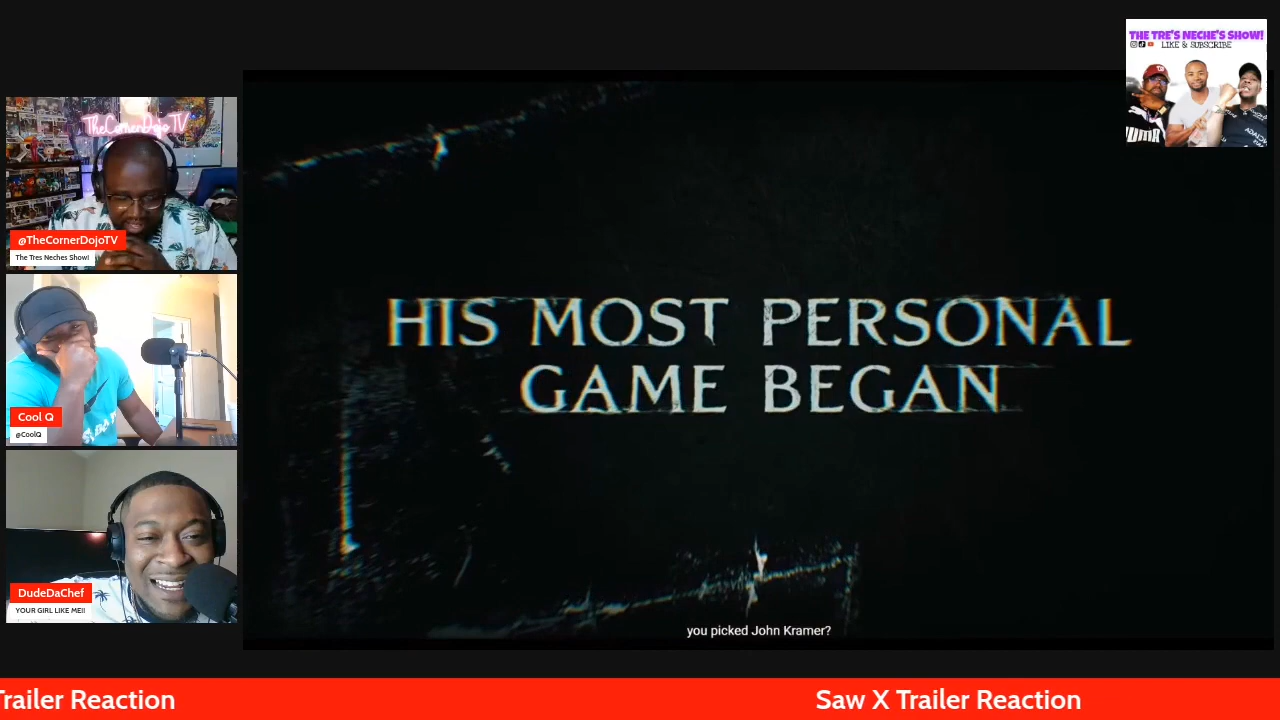 THE TRE'S NECHE'S SHOW!
LIKE & SUBSCRIBE
TheCornerDojoTV
@TheCornerDojoTV
The Tres Neches Show!
Cool Q
@CoolQ
DudeDaChef
YOUR GIRL LIKE ME!!
HIS MOST PERSONAL
GAME BEGAN
you picked John Kramer?
Trailer Reaction
Saw X Trailer Reaction